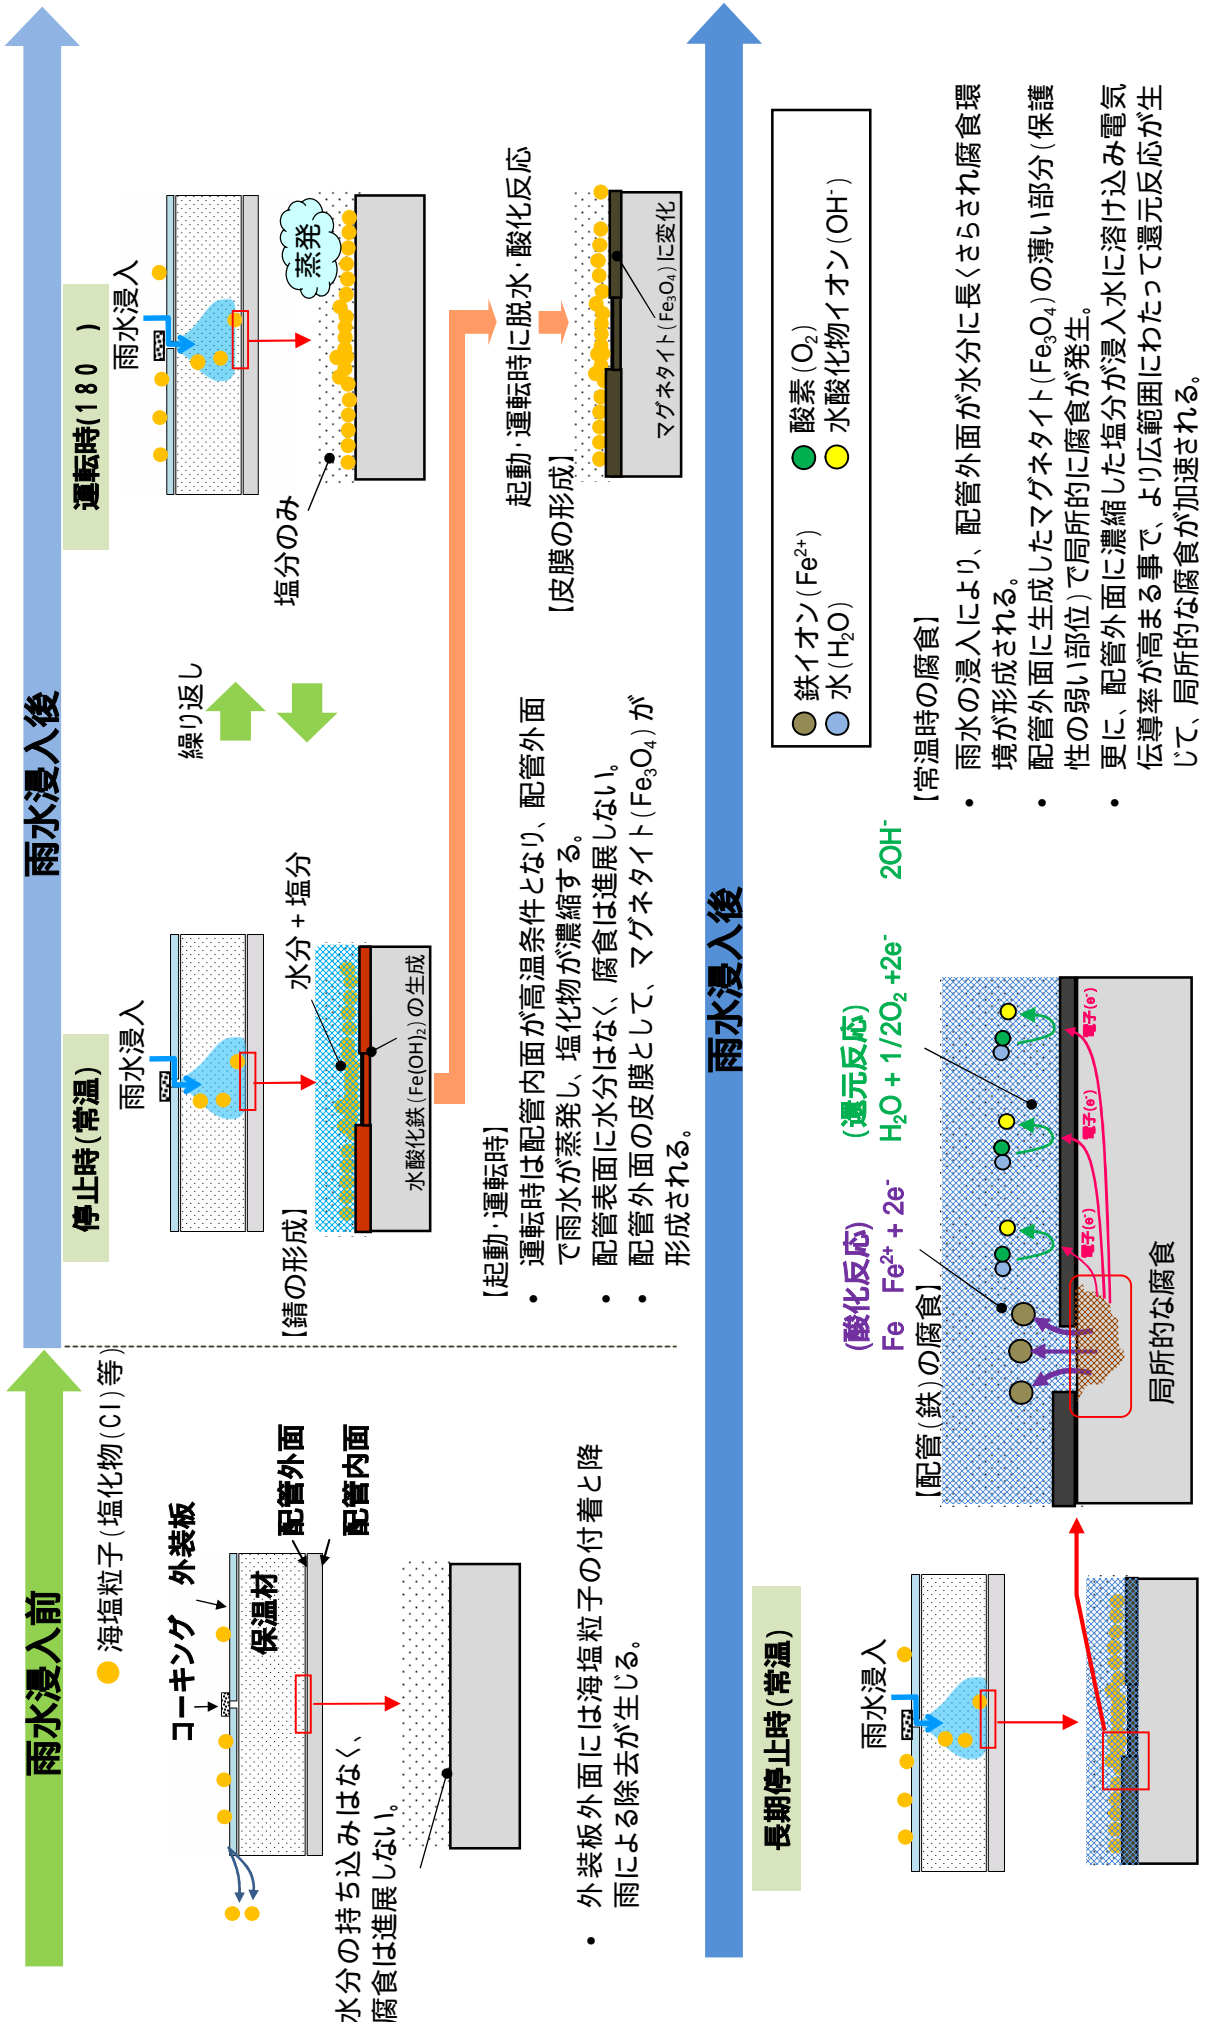 雨水浸入前
海塩粒子(塩化物(Cl)等)
コーキング
外装板
保温材
配管外面
配管内面
水分の持ち込みはなく、
腐食は進展しない。
• 外装板外面には海塩粒子の付着と降
雨による除去が生じる。
雨水浸入後
停止時(常温)
雨水浸入
水分+塩分
【錆の形成】
水酸化鉄(Fe(OH)₂)の生成
繰り返し
運転時(180 )
雨水浸入
蒸発
塩分のみ
起動・運転時に脱水・酸化反応
【皮膜の形成】
マグネタイト(Fe₃O₄)に変化
【起動・運転時】
• 運転時は配管内面が高温条件となり、配管外面
で雨水が蒸発し、塩化物が濃縮する。
• 配管表面に水分はなく、腐食は進展しない。
• 配管外面の皮膜として、マグネタイト(Fe₃O₄)が
形成される。
雨水浸入後
長期停止時(常温)
雨水浸入
【配管(鉄)の腐食】
(酸化反応)
Fe Fe²⁺ + 2e⁻
(還元反応)
H₂O + 1/2O₂ +2e⁻ 2OH⁻
電子(e⁻)
電子(e⁻)
電子(e⁻)
局所的な腐食
鉄イオン(Fe²⁺)
酸素(O₂)
水(H₂O)
水酸化物イオン(OH⁻)
【常温時の腐食】
• 雨水の浸入により、配管外面が水分に長くさらされ腐食環
境が形成される。
• 配管外面に生成したマグネタイト(Fe₃O₄)の薄い部分(保護
性の弱い部位)で局所的に腐食が発生。
• 更に、配管外面に濃縮した塩分が浸入水に溶け込み電気
伝導率が高まる事で、より広範囲にわたって還元反応が生
じて、局所的な腐食が加速される。